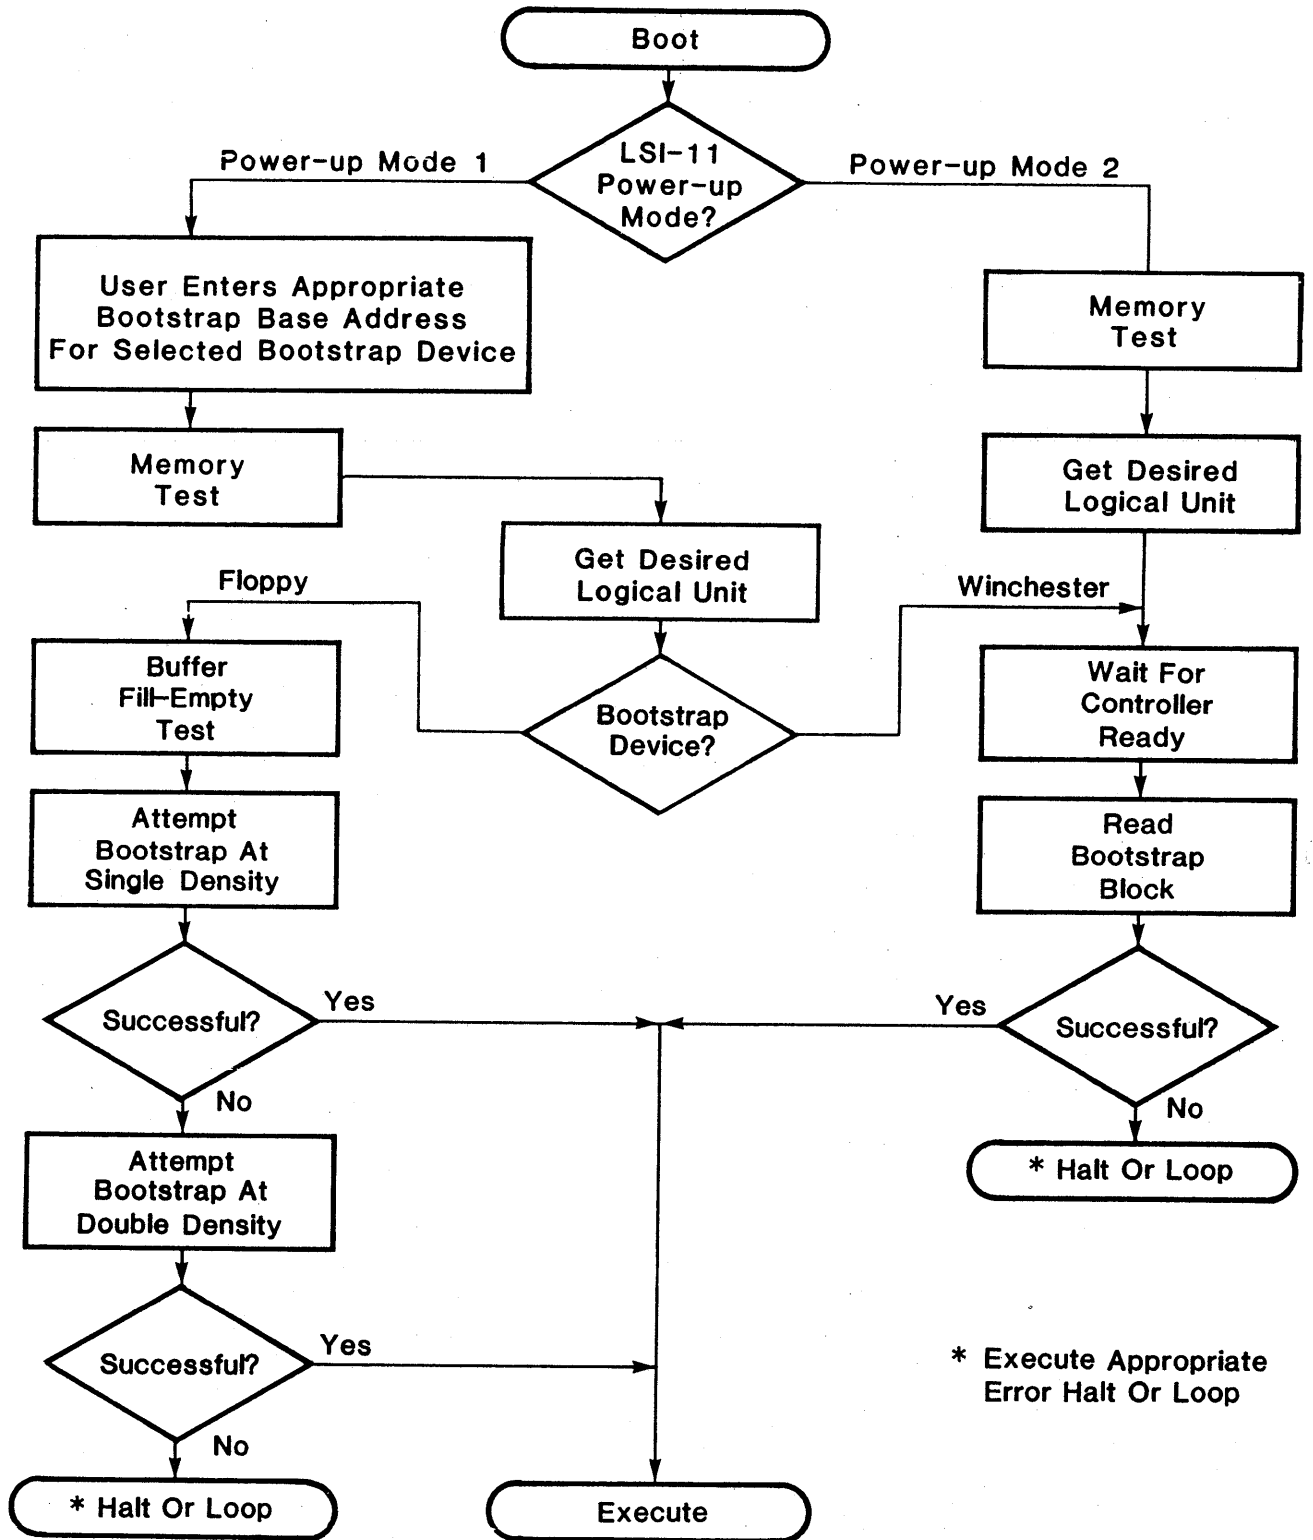 Boot
LSI-11
Power-up
Mode?
Power-up Mode 1
Power-up Mode 2
User Enters Appropriate
Bootstrap Base Address
For Selected Bootstrap Device
Memory
Test
Memory
Test
Get Desired
Logical Unit
Get Desired
Logical Unit
Floppy
Winchester
Buffer
Fill-Empty
Test
Bootstrap
Device?
Wait For
Controller
Ready
Attempt
Bootstrap At
Single Density
Read
Bootstrap
Block
Successful?
Yes
Yes
Successful?
No
No
Attempt
Bootstrap At
Double Density
* Halt Or Loop
Successful?
Yes
* Execute Appropriate
Error Halt Or Loop
No
* Halt Or Loop
Execute